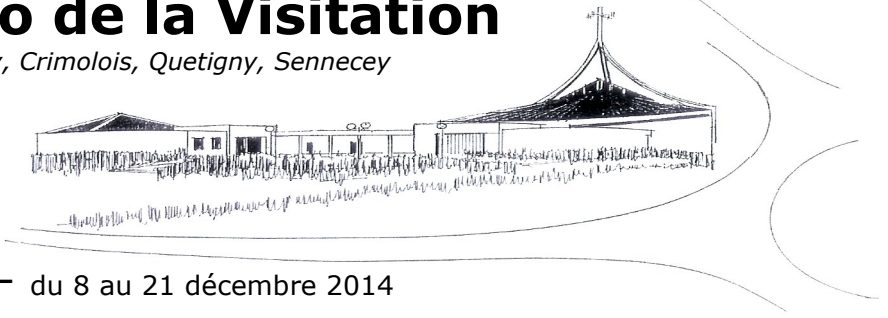 o de la Visitation
, Crimolois, Quetigny, Sennecey
du 8 au 21 décembre 2014